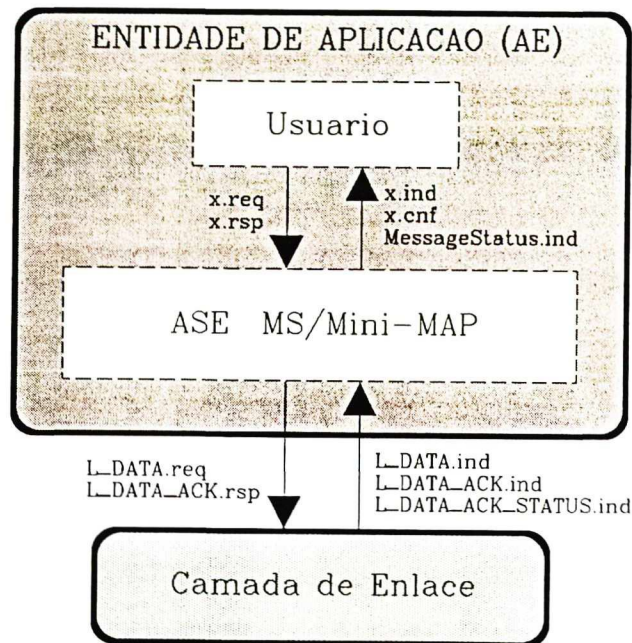 ENTIDADE DE APLICACAO (AE)
Usuario
x.req
x.rsp
x.ind
x.cnf
MessageStatus.ind
ASE MS/Mini-MAP
L_DATA.req
L_DATA_ACK.rsp
L_DATA.ind
L_DATA_ACK.ind
L_DATA_ACK_STATUS.ind
Camada de Enlace